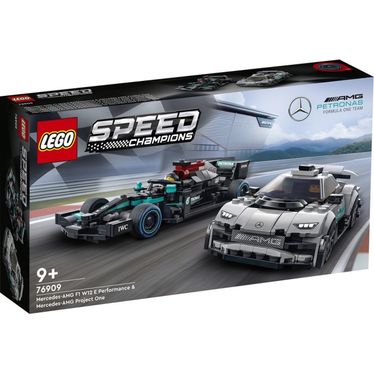 LEGO
SPEED
CHAMPIONS
AMG
PETRONAS
FORMULA ONE TEAM
IWC
AMG
9+
76909
Mercedes-AMG F1 W12 E Performance &
Mercedes-AMG Project One